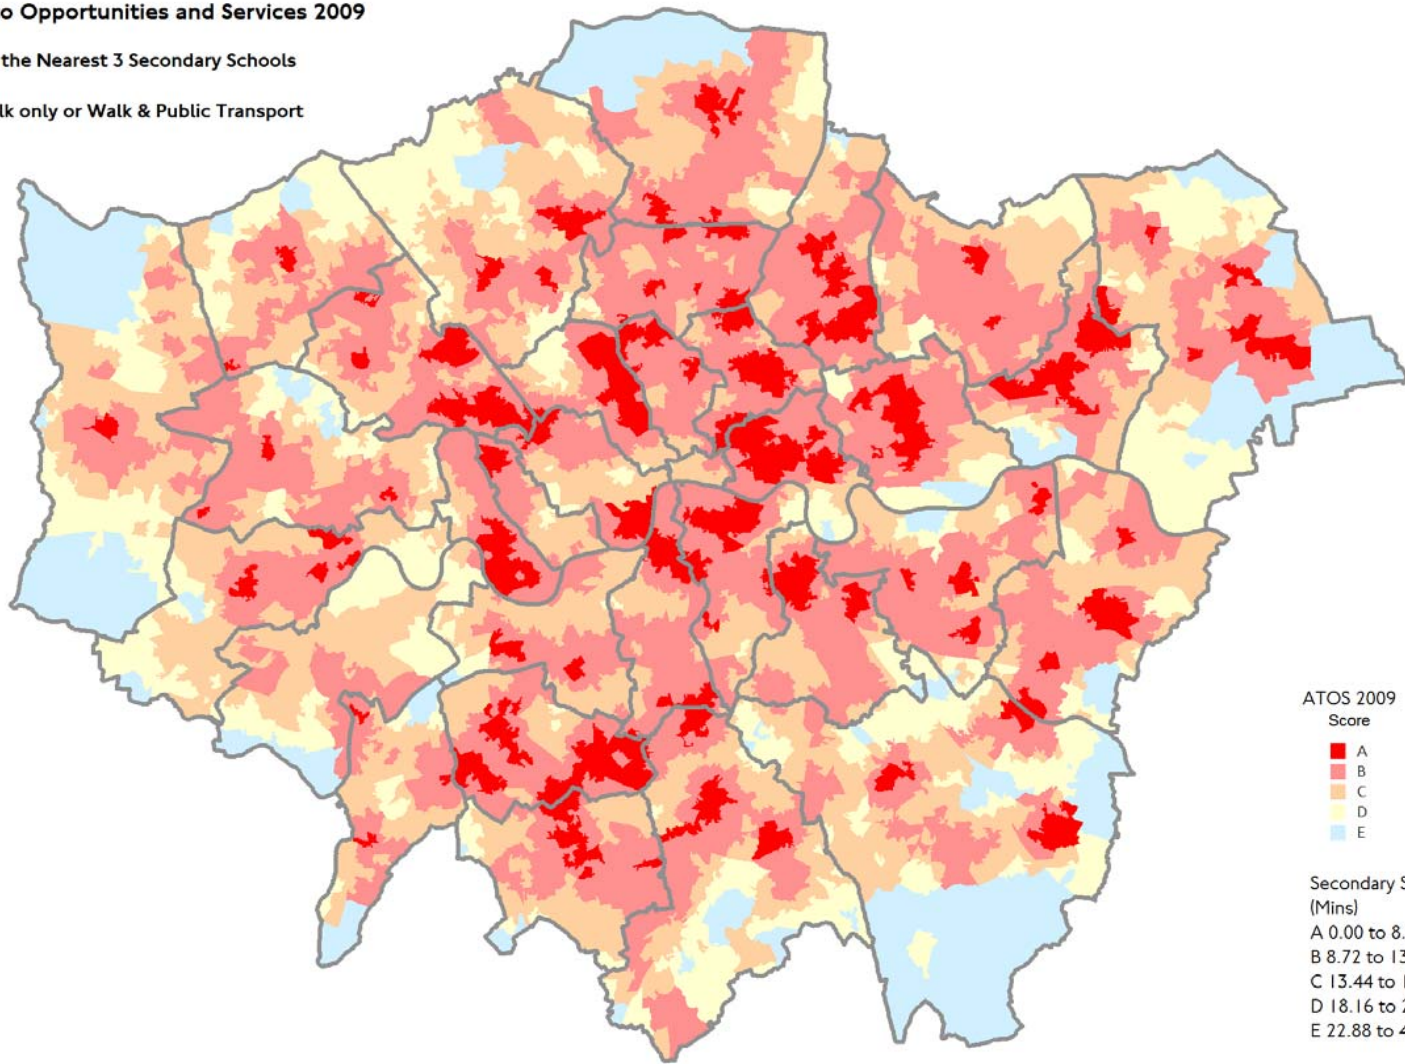 o Opportunities and Services 2009
the Nearest 3 Secondary Schools
lk only or Walk & Public Transport
ATOS 2009
Score
A
B
C
D
E
Secondary S
(Mins)
A 0.00 to 8.
B 8.72 to 13
C 13.44 to 1
D 18.16 to 2
E 22.88 to 4